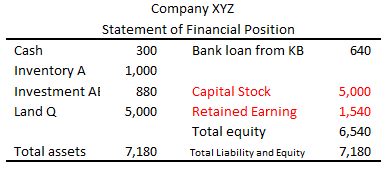 Company XYZ
Statement of Financial Position
Cash 300 Bank loan from KB 640
Inventory A 1,000
Investment AE 880 Capital Stock 5,000
Land Q 5,000 Retained Earning 1,540
Total equity 6,540
Total assets 7,180 Total Liability and Equity 7,180